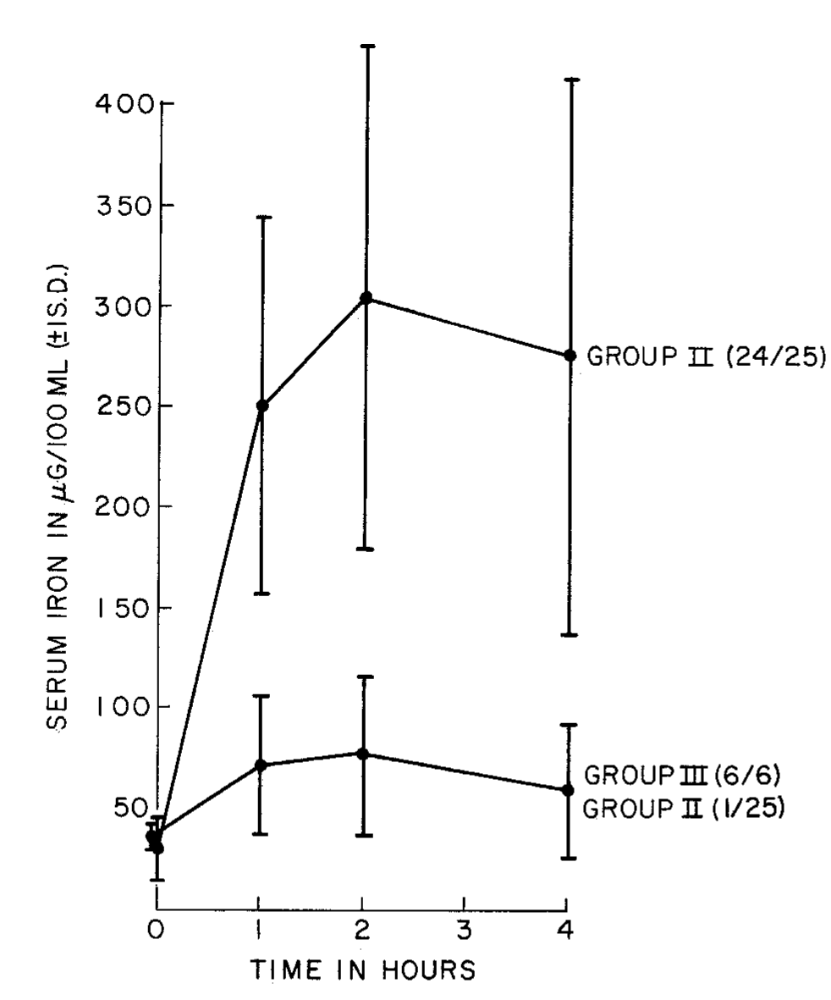 400
350
300
250
200
150
100
50
SERUM IRON IN µG/100 ML (±1S.D.)
GROUP II (24/25)
GROUP III (6/6)
GROUP II (1/25)
0 1 2 3 4
TIME IN HOURS